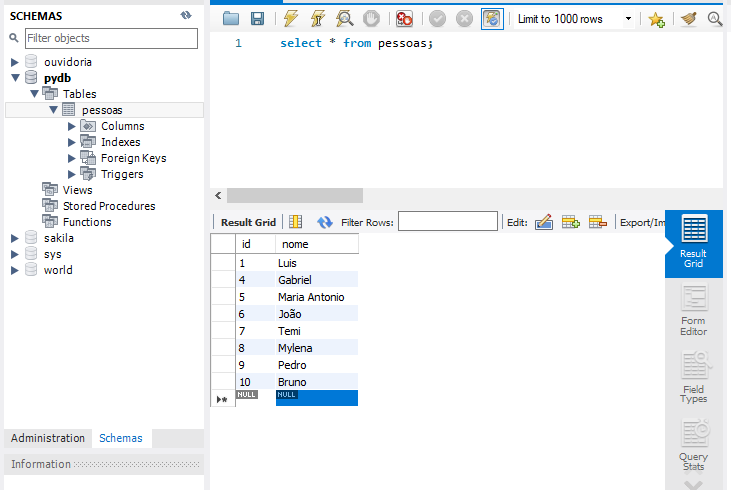 SCHEMAS
Filter objects
ouvidoria
pydb
Tables
pessoas
Columns
Indexes
Foreign Keys
Triggers
Views
Stored Procedures
Functions
sakila
sys
world
Administration Schemas
Information
Limit to 1000 rows
1 select * from pessoas;
Result Grid Filter Rows: Edit: Export/Im
id nome
1 Luis
4 Gabriel
5 Maria Antonio
6 João
7 Temi
8 Mylena
9 Pedro
10 Bruno
NULL NULL
Result
Grid
Form
Editor
Field
Types
Query
Stats